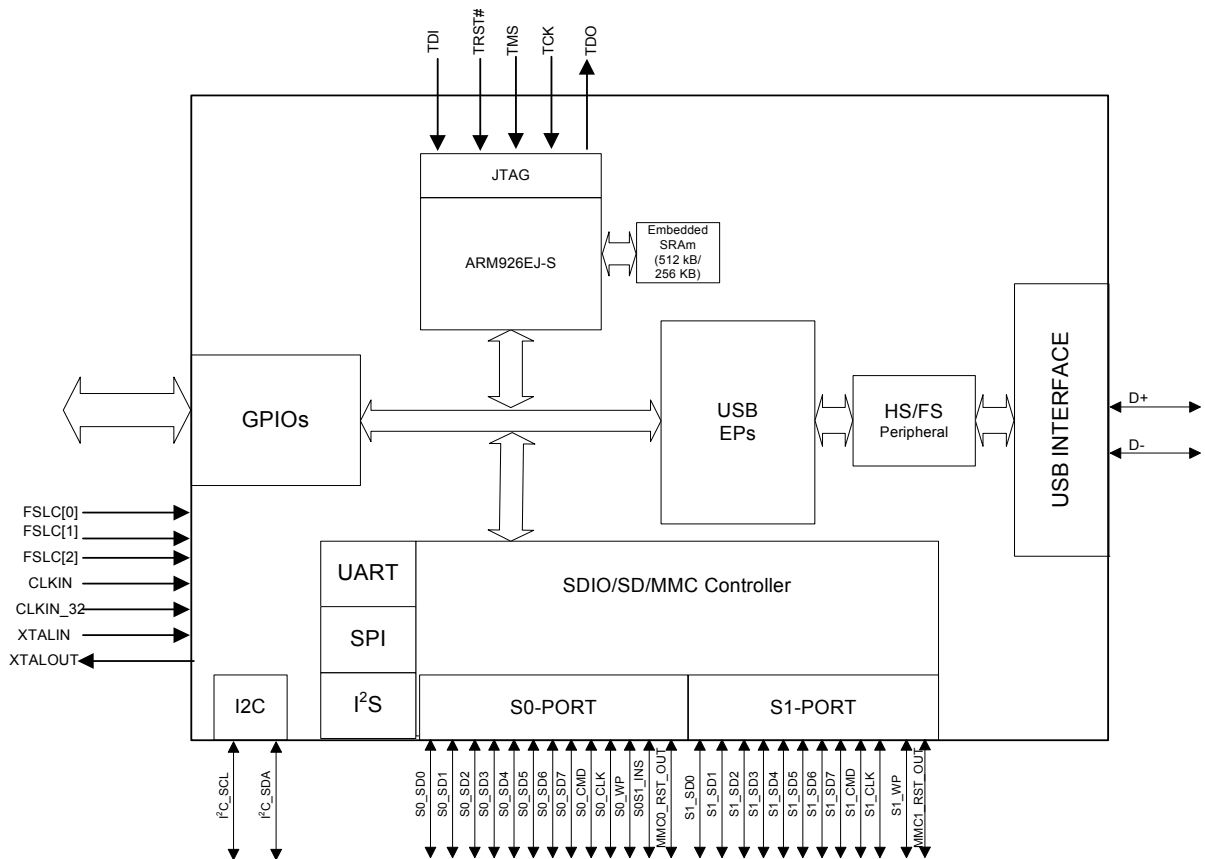 TDI
TRST#
TMS
TCK
TDO
JTAG
ARM926EJ-S
Embedded
SRAm
(512 kB/
256 KB)
GPIOs
USB
EPs
HS/FS
Peripheral
USB INTERFACE
D+
D-
FSLC[0]
FSLC[1]
FSLC[2]
CLKIN
CLKIN_32
XTALIN
XTALOUT
UART
SPI
I²S
SDIO/SD/MMC Controller
I2C
S0-PORT
S1-PORT
I²C_SCL
I²C_SDA
S0_SD0
S0_SD1
S0_SD2
S0_SD3
S0_SD4
S0_SD5
S0_SD6
S0_SD7
S0_CMD
S0_CLK
S0_WP
S0S1_INS
MMC0_RST_OUT
S1_SD0
S1_SD1
S1_SD2
S1_SD3
S1_SD4
S1_SD5
S1_SD6
S1_SD7
S1_CMD
S1_CLK
S1_WP
MMC1_RST_OUT